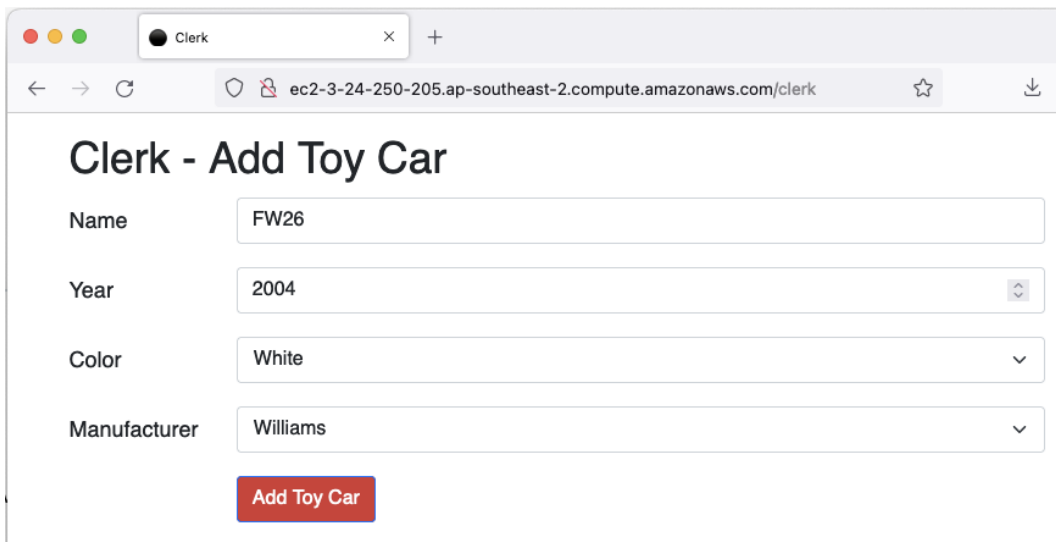 Clerk
ec2-3-24-250-205.ap-southeast-2.compute.amazonaws.com/clerk
Clerk - Add Toy Car
Name FW26
Year 2004
Color White
Manufacturer Williams
Add Toy Car